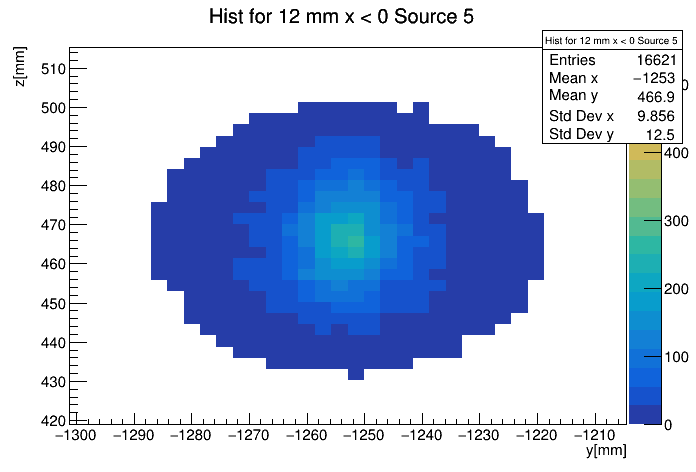 Hist for 12 mm x < 0 Source 5
z[mm]
Hist for 12 mm x < 0 Source 5
Entries 16621
Mean x −1253
Mean y 466.9
Std Dev x 9.856
Std Dev y 12.5
510
500
490
480
470
460
450
440
430
420
0
400
300
200
100
0
−1300 −1290 −1280 −1270 −1260 −1250 −1240 −1230 −1220 −1210
y[mm]